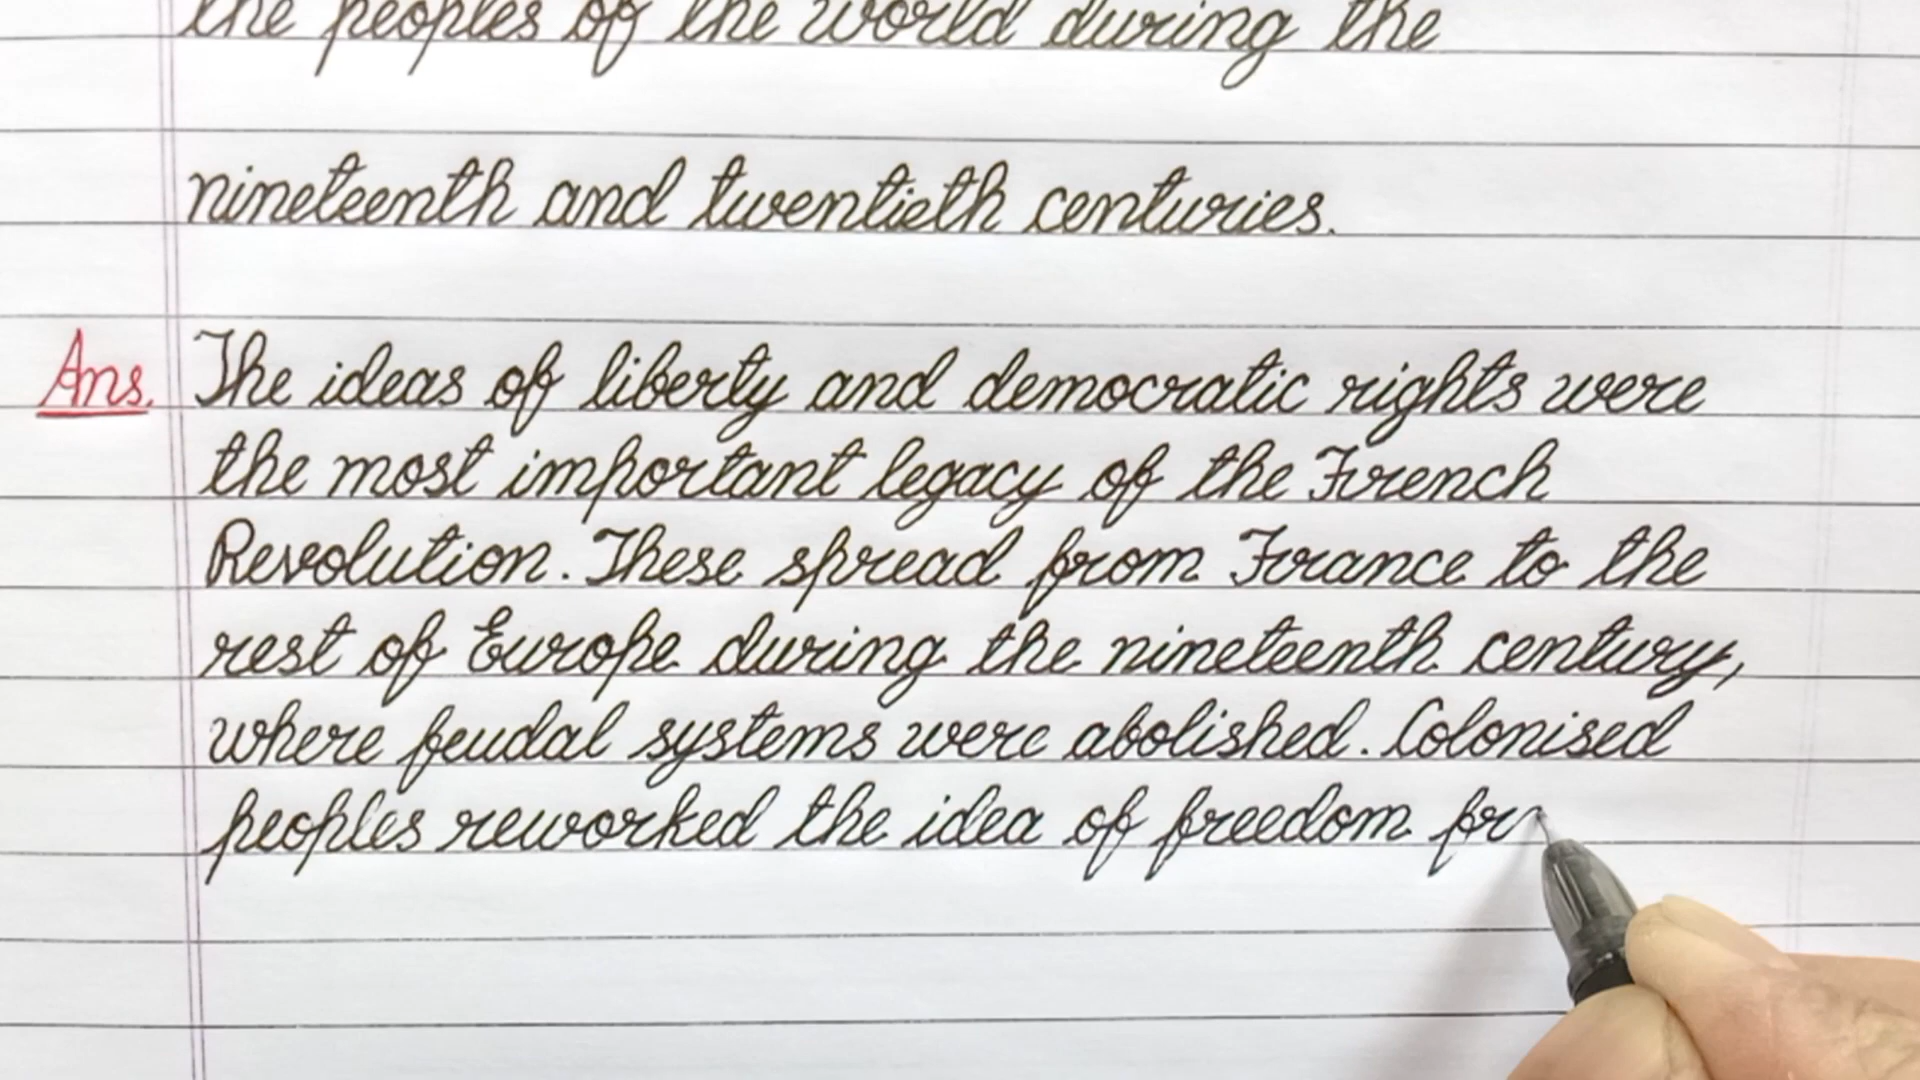 the peoples of the world during the
nineteenth and twentieth centuries.
Ans. The ideas of liberty and democratic rights were
the most important legacy of the French
Revolution. These spread from France to the
rest of Europe during the nineteenth century,
where feudal systems were abolished. Colonised
peoples reworked the idea of freedom fr